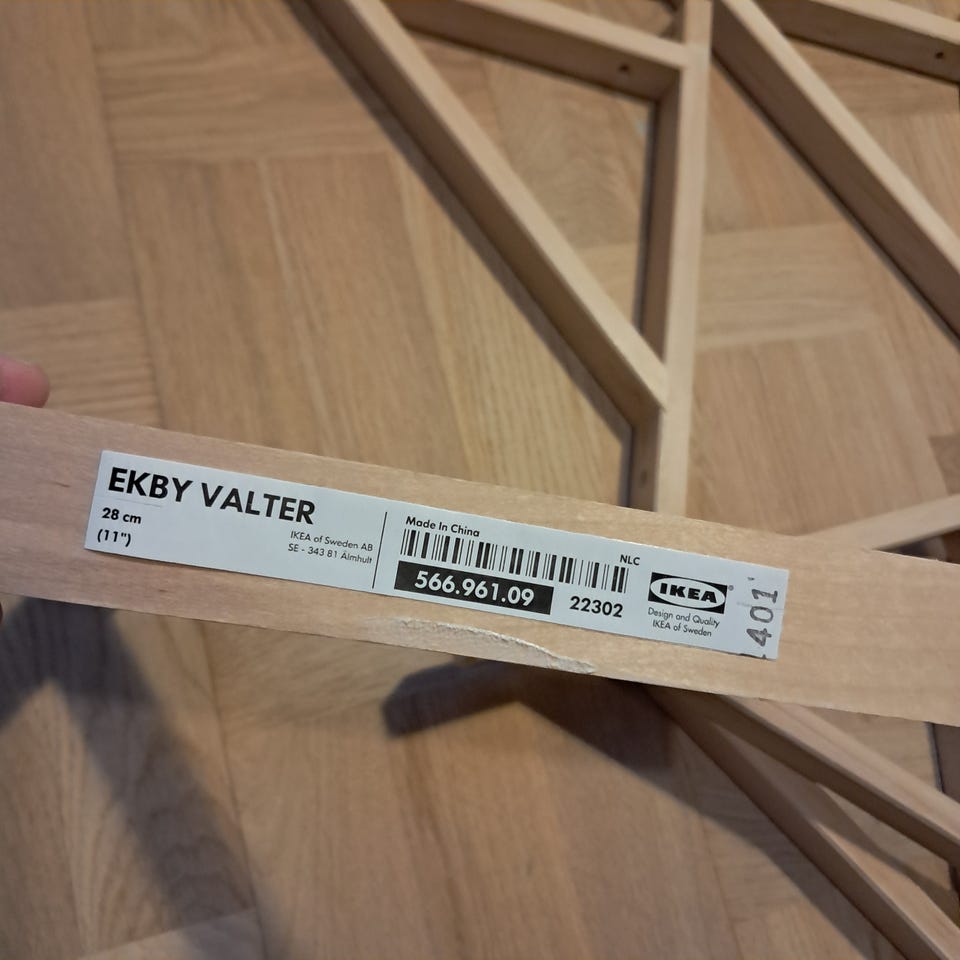 EKBY VALTER
28 cm
(11")
IKEA of Sweden AB
SE - 343 81 Älmhult
Made In China
566.961.09
22302
NLC
IKEA®
Design and Quality
IKEA of Sweden
401